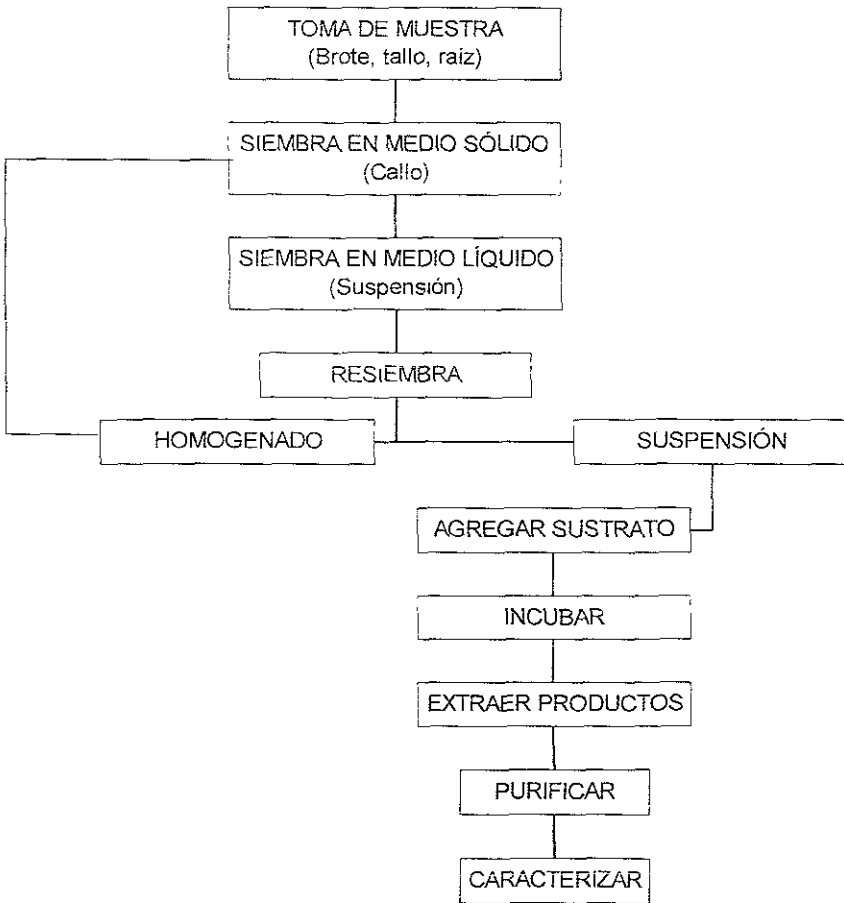 TOMA DE MUESTRA
(Brote, tallo, raíz)
SIEMBRA EN MEDIO SÓLIDO
(Callo)
SIEMBRA EN MEDIO LÍQUIDO
(Suspensión)
RESIEMBRA
HOMOGENADO
SUSPENSIÓN
AGREGAR SUSTRATO
INCUBAR
EXTRAER PRODUCTOS
PURIFICAR
CARACTERIZAR